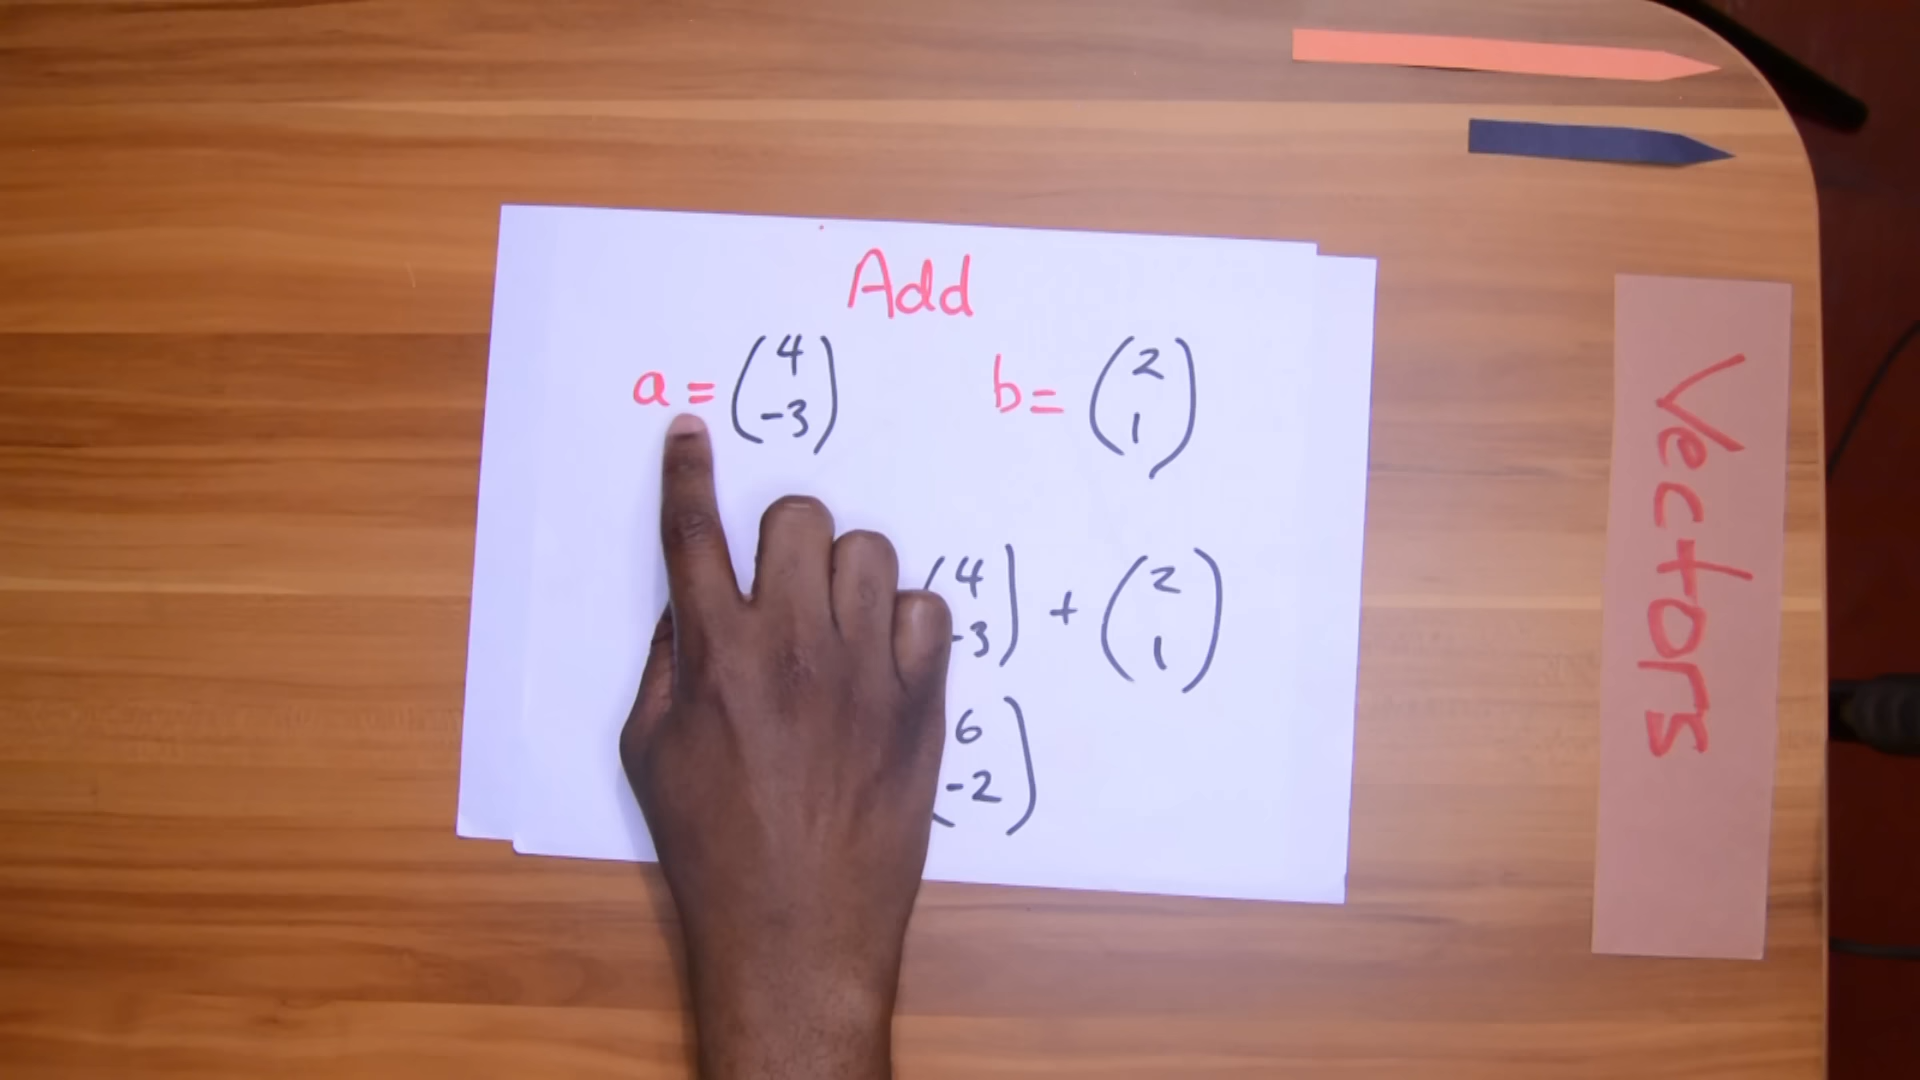 Add
a = (4 -3) b = (2 1)
(4 -3) + (2 1)
6 -2)
Vectors